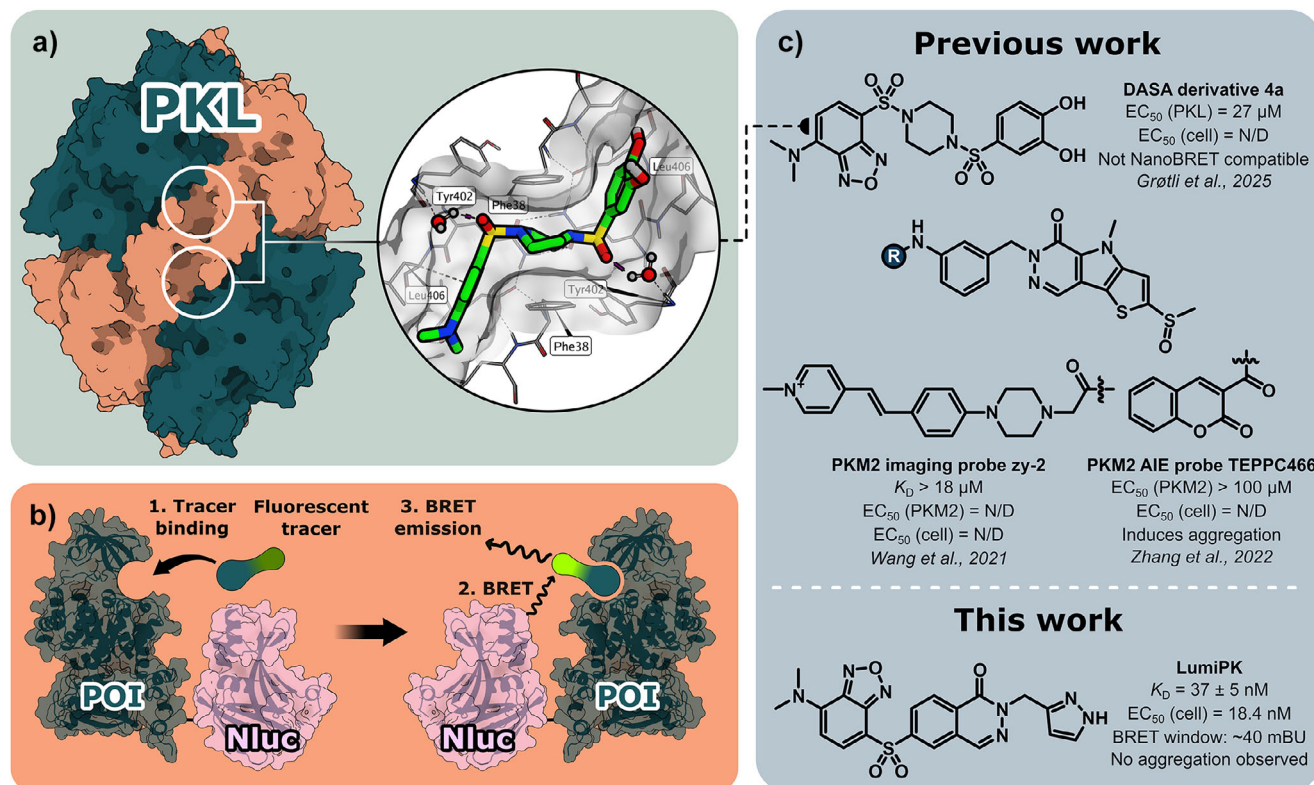 a)
PKL
Tyr402
Phe38
Leu406
Leu406
Tyr402
Phe38
b)
1. Tracer
binding
Fluorescent
tracer
3. BRET
emission
2. BRET
POI
Nluc
Nluc
POI
c)
Previous work
O O
S
N
N
S
O O
OH
OH
N
N O N
DASA derivative 4a
EC50 (PKL) = 27 µM
EC50 (cell) = N/D
Not NanoBRET compatible
Grøtli et al., 2025
R
H
N
O
N
N
N
S
S
O
N+
N
N
O
O
O
O
PKM2 imaging probe zy-2
KD > 18 µM
EC50 (PKM2) = N/D
EC50 (cell) = N/D
Wang et al., 2021
PKM2 AIE probe TEPPC466
EC50 (PKM2) > 100 µM
EC50 (cell) = N/D
Induces aggregation
Zhang et al., 2022
This work
N O N
N
S
O O
O
N
N
N
NH
LumiPK
KD = 37 ± 5 nM
EC50 (cell) = 18.4 nM
BRET window: ~40 mBU
No aggregation observed